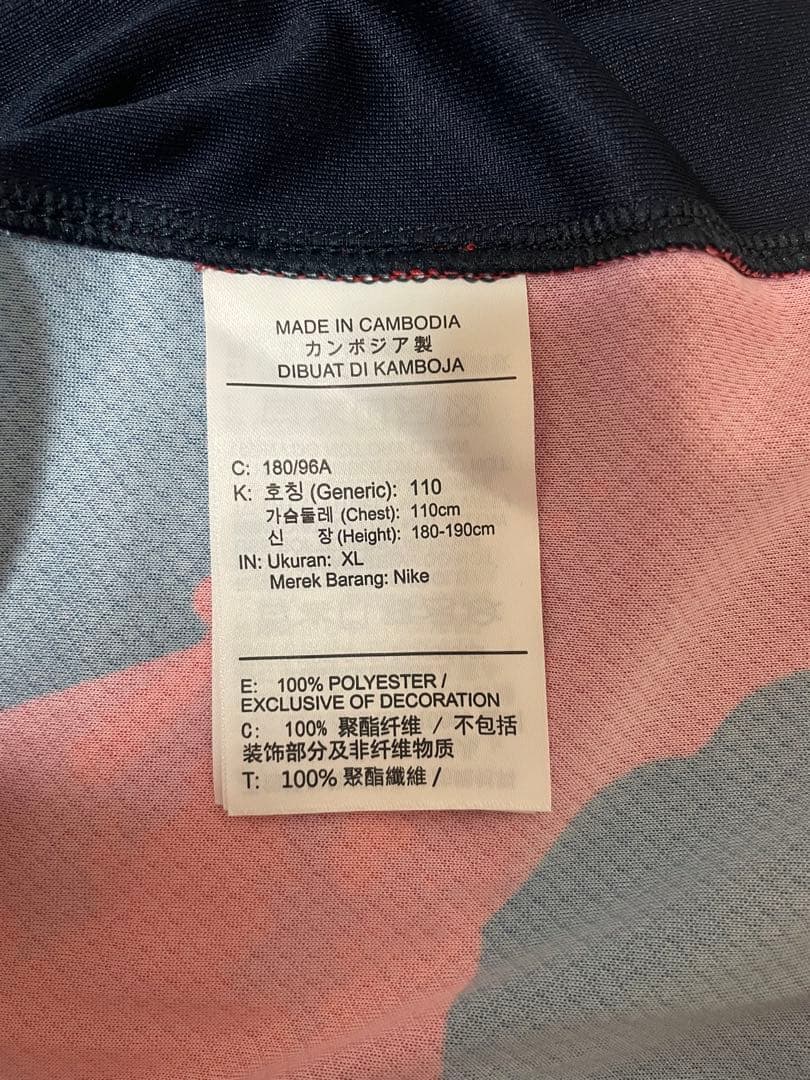 MADE IN CAMBODIA
カンボジア製
DIBUAT DI KAMBOJA
C: 180/96A
K: 호칭 (Generic): 110
가슴둘레 (Chest): 110cm
신 장 (Height): 180-190cm
IN: Ukuran: XL
Merek Barang: Nike
E: 100% POLYESTER /
EXCLUSIVE OF DECORATION
C: 100% 聚酯纤维 / 不包括
装饰部分及非纤维物质
T: 100% 聚酯纖維 /